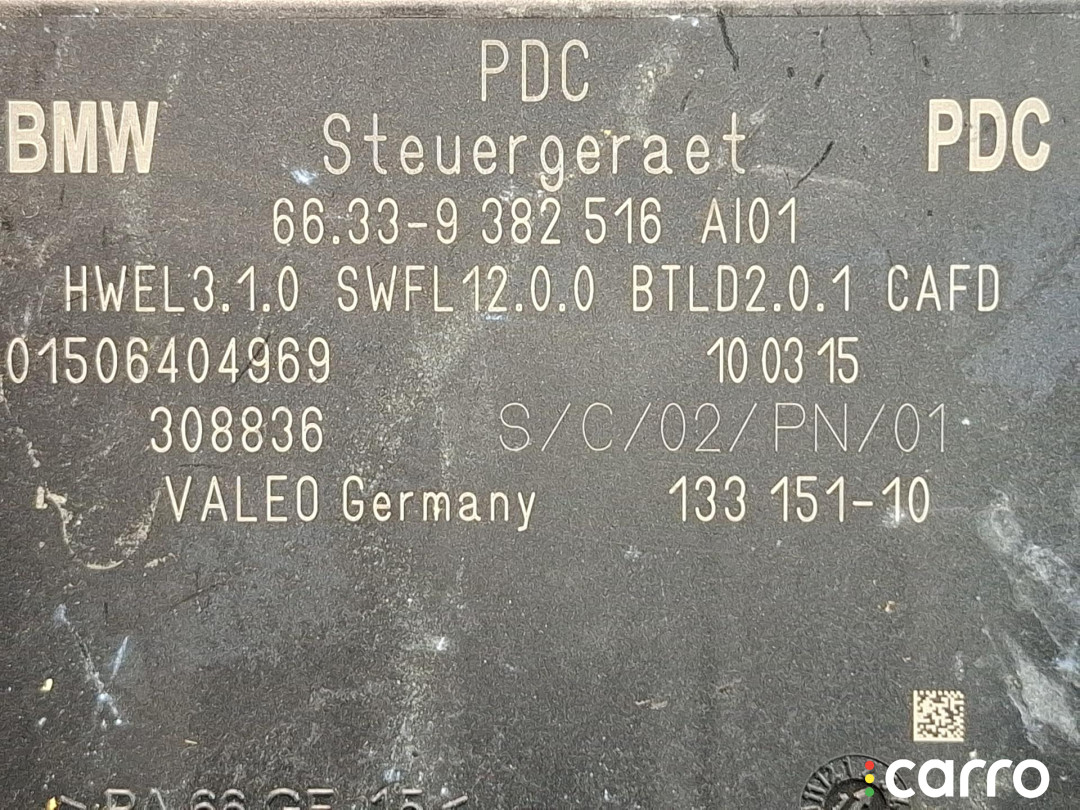 PDC
BMW Steuergeraet PDC
66.33-9 382 516 AI01
HWEL3.1.0 SWFL12.0.0 BTLD2.0.1 CAFD
01506404969 10 03 15
308836 S/C/02/PN/01
VALEO Germany 133 151-10
carro